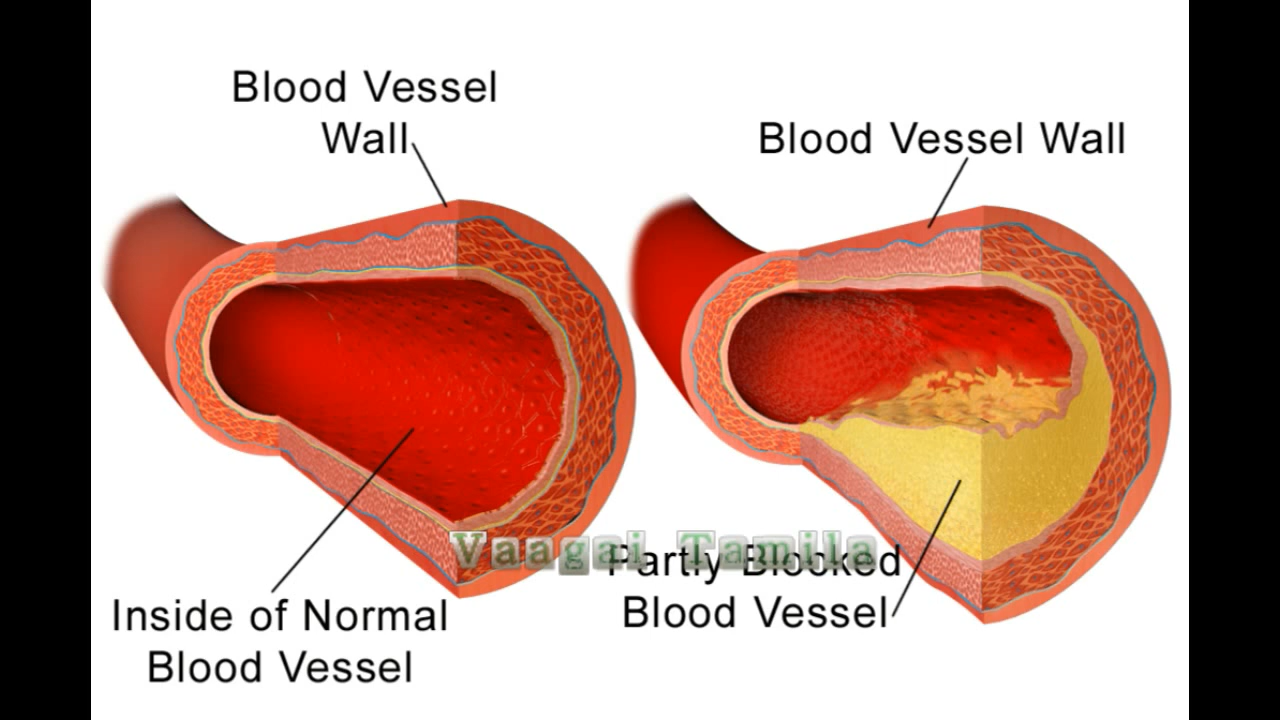 Blood Vessel
Wall
Blood Vessel Wall
Inside of Normal
Blood Vessel
Partly Blocked
Blood Vessel
Vaagai Tamila